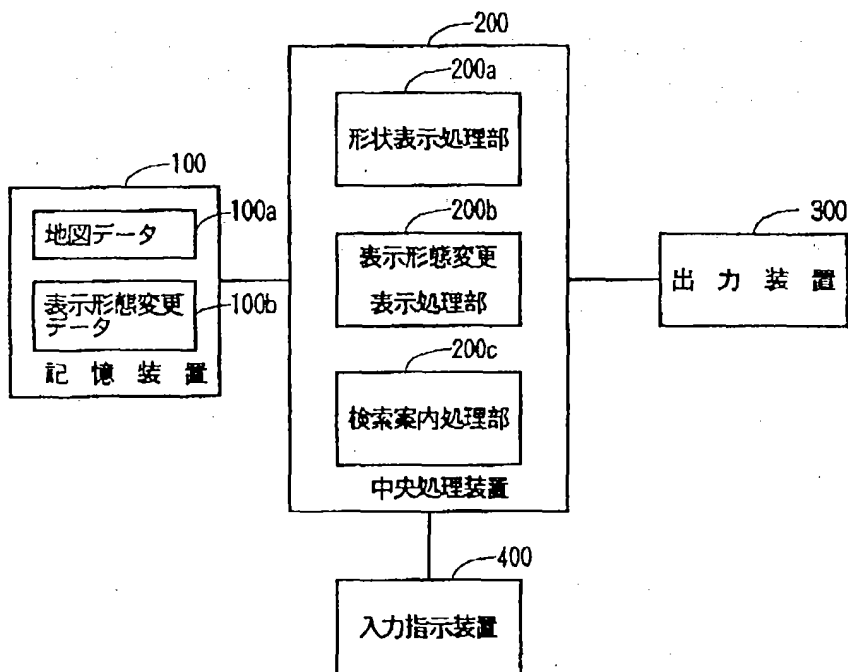 200
200a
形状表示処理部
100
100a
地図データ
200b
表示形態変更
表示処理部
300
出力装置
100b
表示形態変更
データ
記憶装置
200c
検索案内処理部
中央処理装置
400
入力指示装置